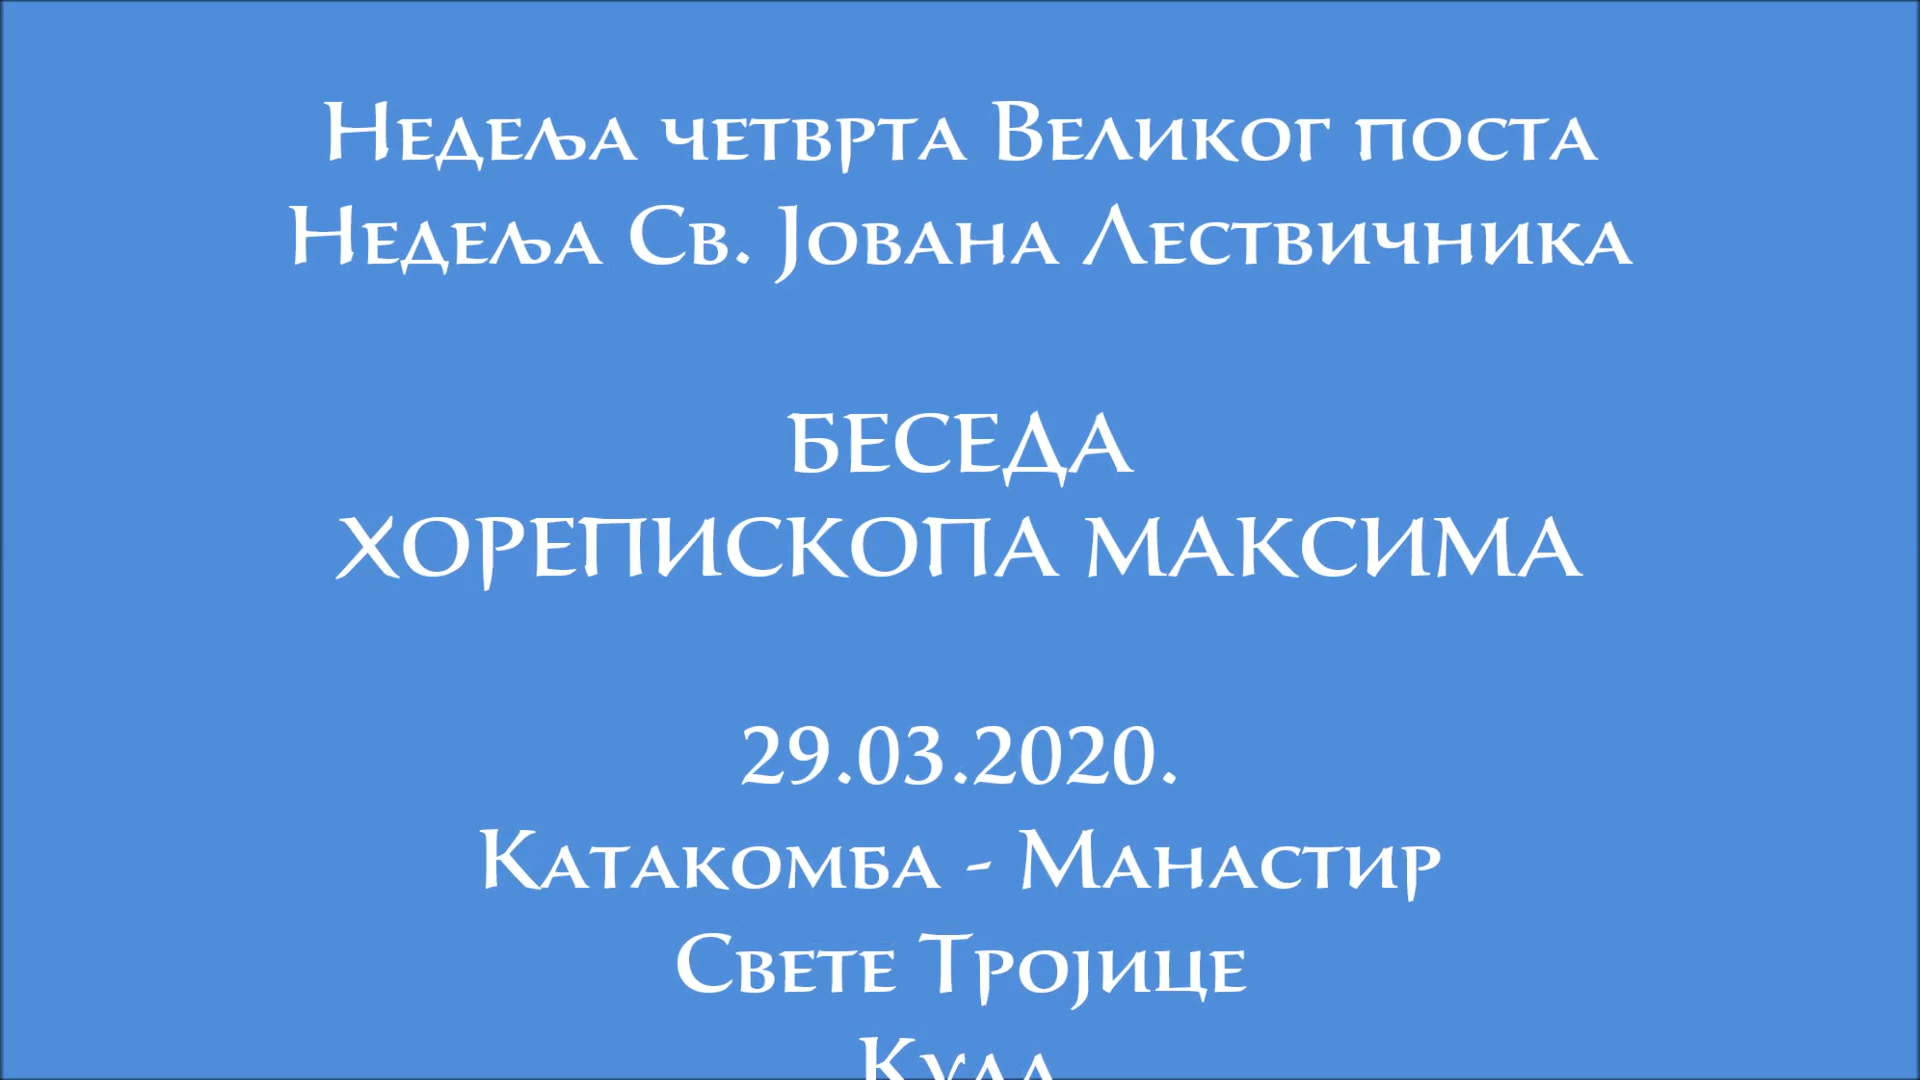 Недеља четврта Великог поста
Недеља Св. Јована Лествичника
БЕСЕДА
ХОРЕПИСКОПА МАКСИМА
29.03.2020.
Катакомба - Манастир
Свете Тројице